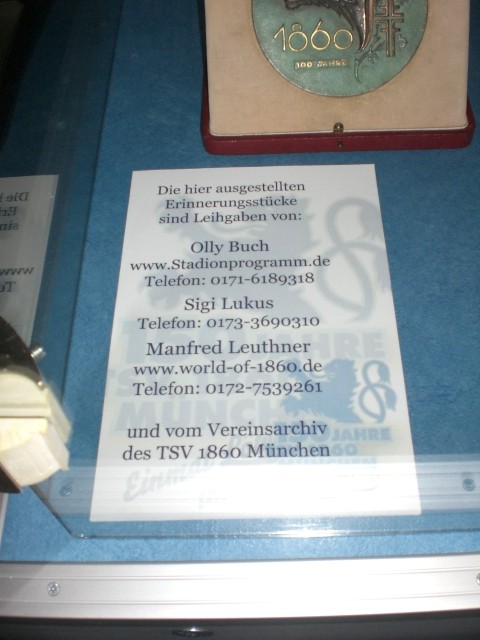 1860
100 JAHRE
Die hier ausgestellten
Erinnerungsstücke
sind Leihgaben von:
Olly Buch
www.Stadionprogramm.de
Telefon: 0171-6189318
Sigi Lukus
Telefon: 0173-3690310
Manfred Leuthner
www.world-of-1860.de
Telefon: 0172-7539261
und vom Vereinsarchiv
des TSV 1860 München